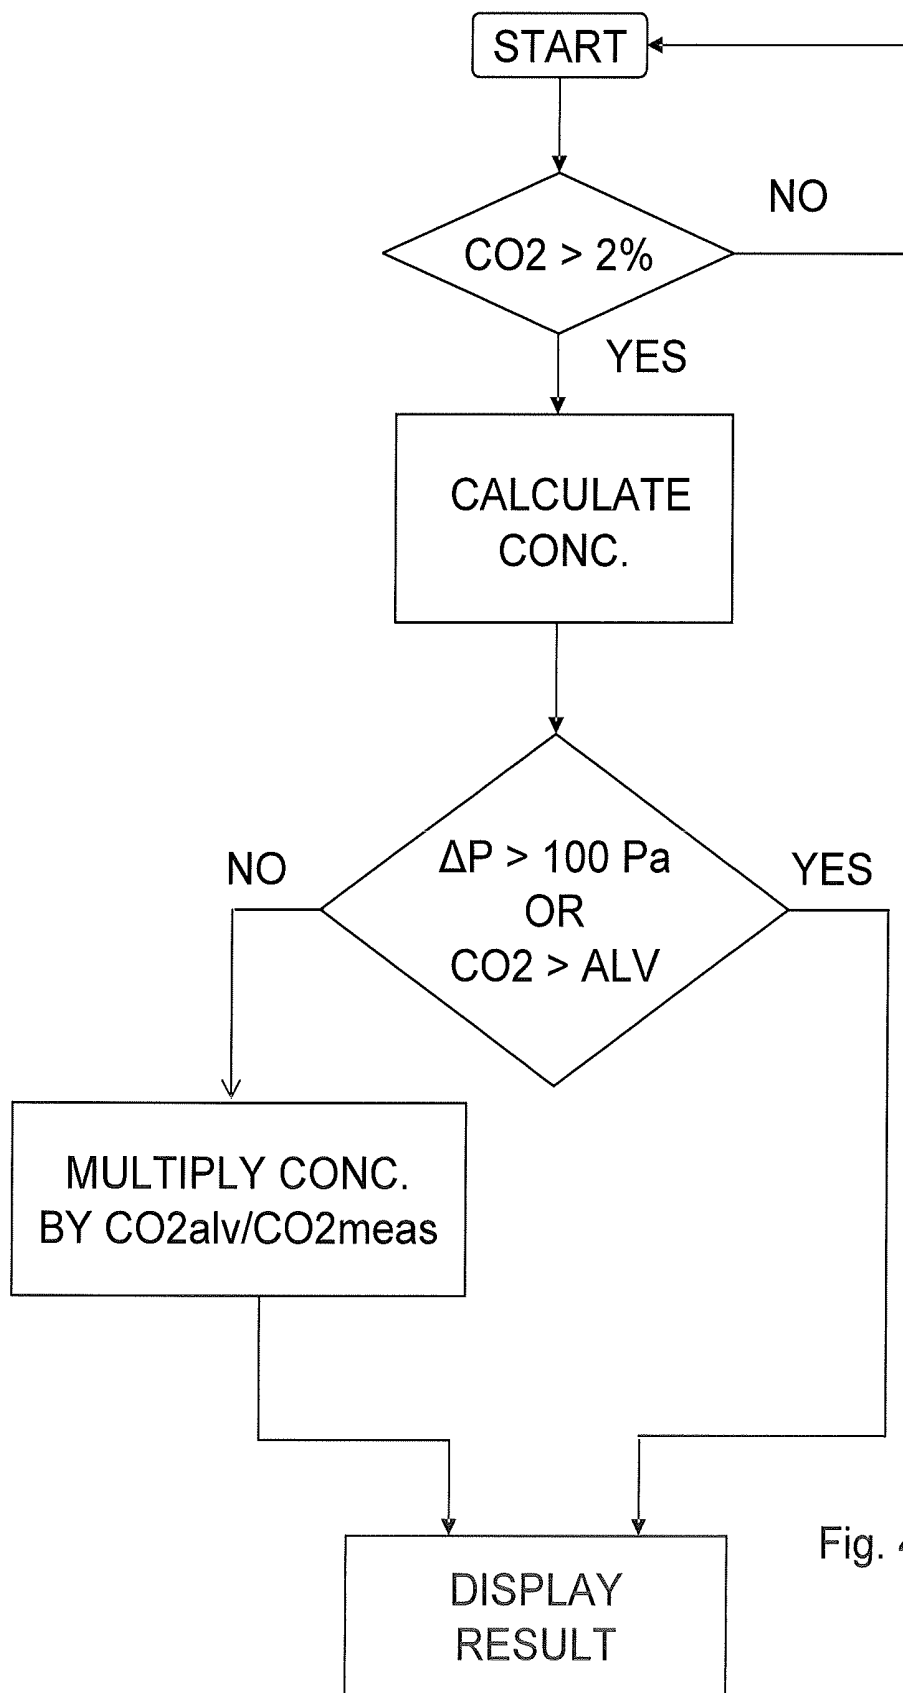 START
CO2 > 2%
NO
YES
CALCULATE
CONC.
NO
ΔP > 100 Pa
OR
CO2 > ALV
YES
MULTIPLY CONC.
BY CO2alv/CO2meas
Fig.
DISPLAY
RESULT